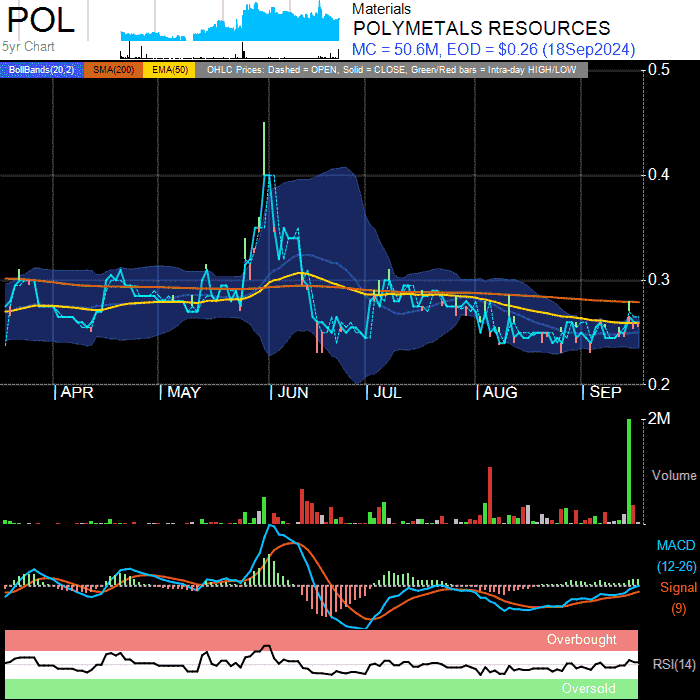 POL
5yr Chart
Materials
POLYMETALS RESOURCES
MC = 50.6M, EOD = $0.26 (18Sep2024)
BollBands(20,2) SMA(200) EMA(50) OHLC Prices: Dashed = OPEN, Solid = CLOSE, Green/Red bars = Intra-day HIGH/LOW
0.5
0.4
0.3
0.2
APR MAY JUN JUL AUG SEP
2M
Volume
MACD
(12-26)
Signal
(9)
Overbought
RSI(14)
Oversold